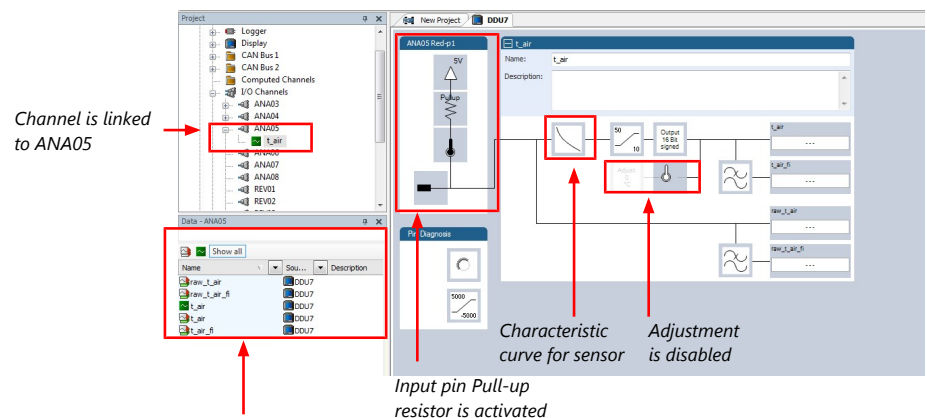 Project
Logger
Display
CAN Bus 1
CAN Bus 2
Computed Channels
I/O Channels
ANA03
ANA04
ANA05
t_air
ANA06
ANA07
ANA08
REV01
REV02
Channel is linked
to ANA05
Data - ANA05
Show all
Name Sou... Description
raw_t_air DDU7
raw_t_air_fi DDU7
t_air DDU7
t_air DDU7
t_air_fi DDU7
New Project DDU7
ANA05 Red-p1
5V
Pullup
Pin Diagnosis
5000
-5000
t_air
Name: t_air
Description:
50
10
Output
16 Bit
signed
Adjust
t_air
---
t_air_fi
---
raw_t_air
---
raw_t_air_fi
---
Characteristic
curve for sensor
Adjustment
is disabled
Input pin Pull-up
resistor is activated